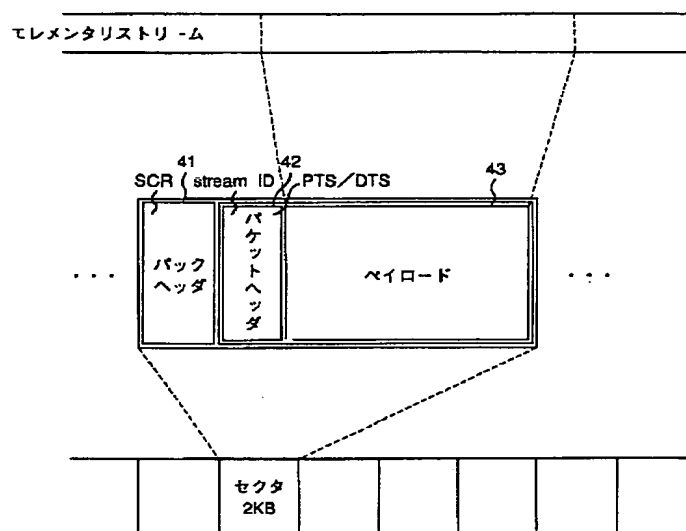 エレメンタリストリーム
41 42 43
SCR stream ID PTS/DTS
パックヘッダ
パケットヘッダ
ペイロード
... ...
セクタ
2KB